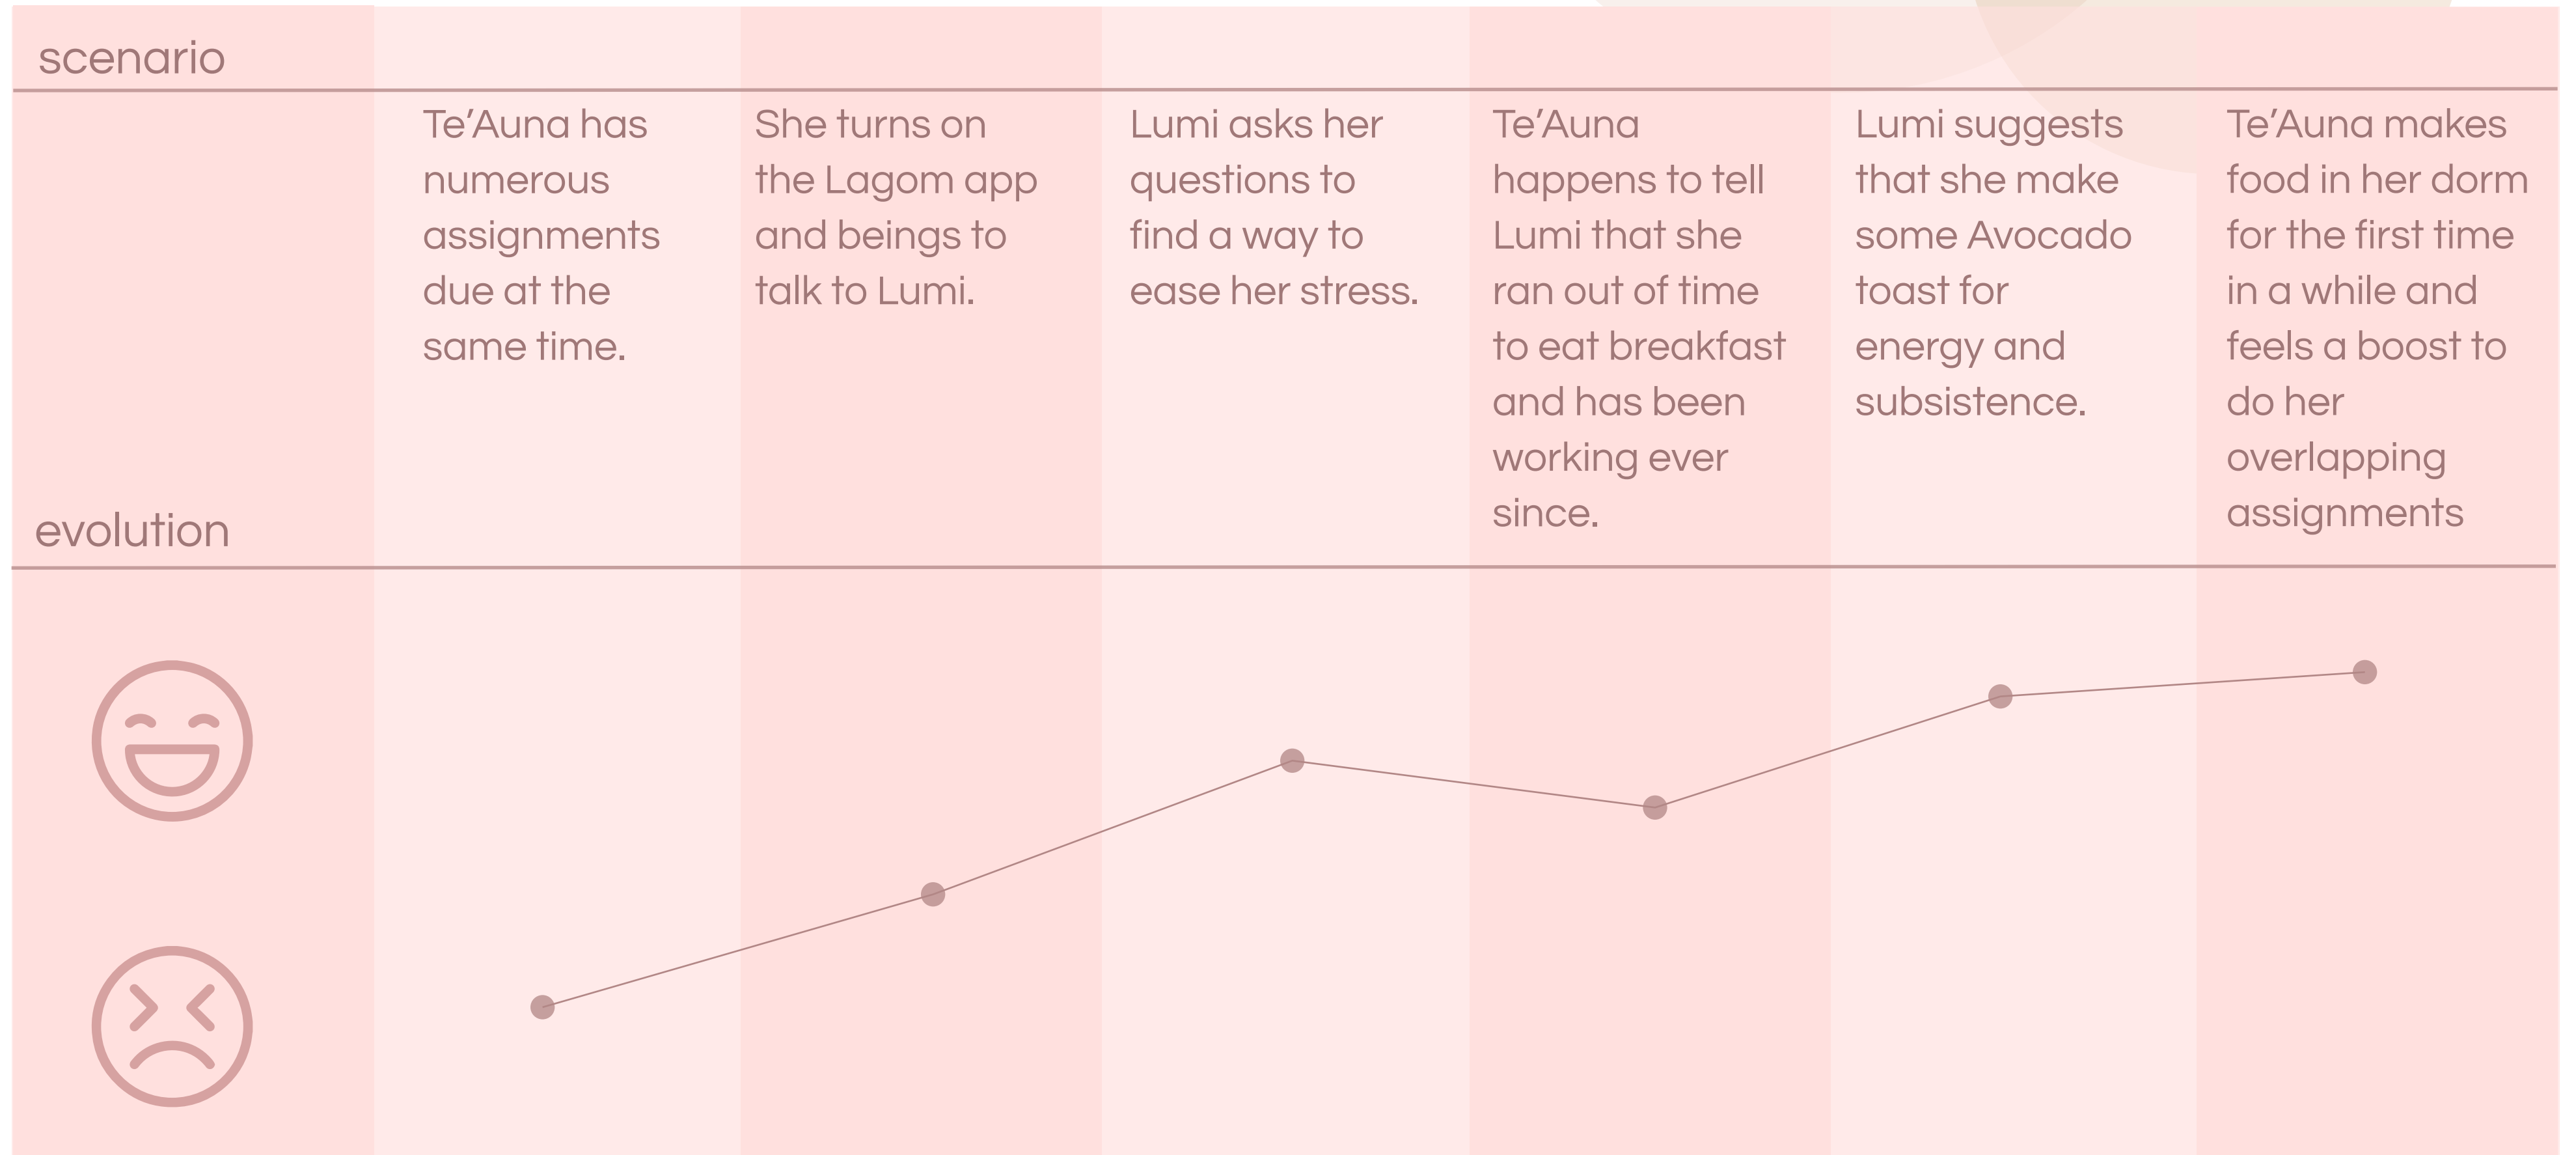 scenario
Te’Auna has
numerous
assignments
due at the
same time.
She turns on
the Lagom app
and beings to
talk to Lumi.
Lumi asks her
questions to
find a way to
ease her stress.
Te’Auna
happens to tell
Lumi that she
ran out of time
to eat breakfast
and has been
working ever
since.
Lumi suggests
that she make
some Avocado
toast for
energy and
subsistence.
Te’Auna makes
food in her dorm
for the first time
in a while and
feels a boost to
do her
overlapping
assignments
evolution